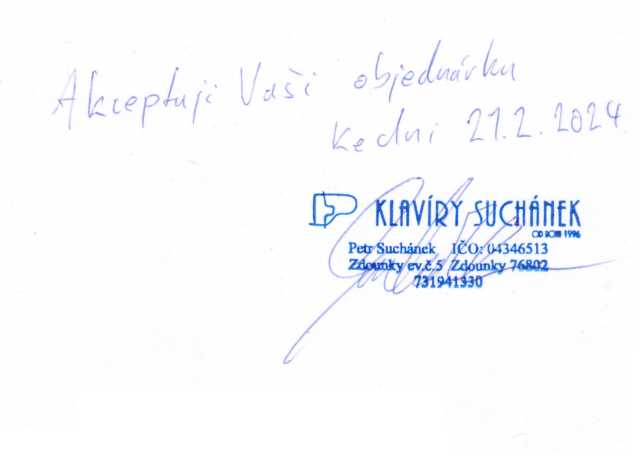 Akceptuji Vaši objednávku
ke dni 21.2.2024
KLAVÍRY SUCHÁNEK
OD ROKU 1996
Petr Suchánek IČO: 04346513
Zdounky ev.č.5 Zdounky 76802
731941330